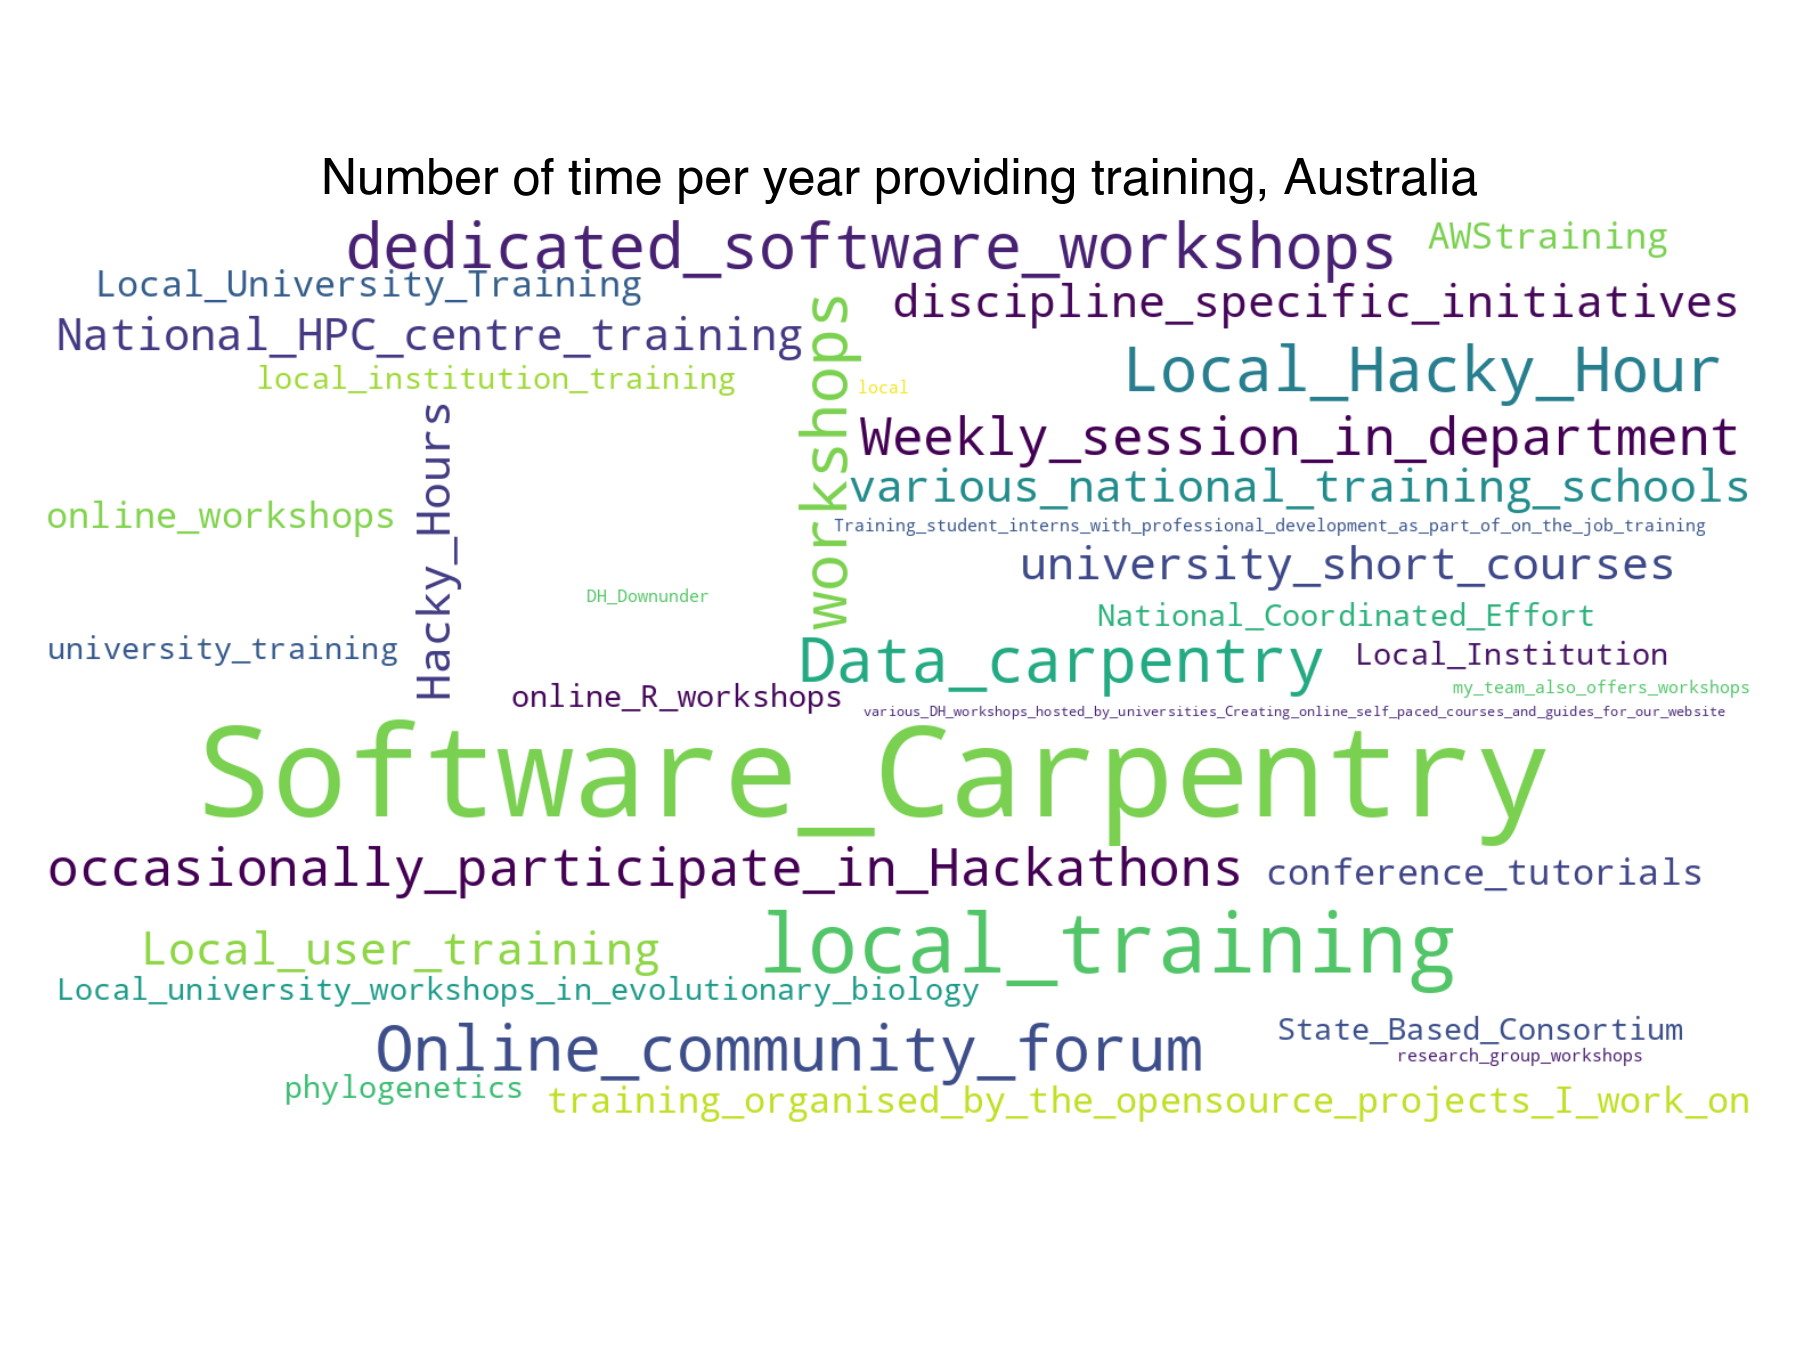 Number of time per year providing training, Australia
dedicated_software_workshops
AWStraining
Local_University_Training
discipline_specific_initiatives
National_HPC_centre_training
workshops
Local_Hacky_Hour
local_institution_training
local
Hacky_Hours
Weekly_session_in_department
various_national_training_schools
online_workshops
Training_student_interns_with_professional_development_as_part_of_on_the_job_training
university_short_courses
DH_Downunder
National_Coordinated_Effort
university_training
Data_carpentry
Local_Institution
online_R_workshops
my_team_also_offers_workshops
various_DH_workshops_hosted_by_universities_Creating_online_self_paced_courses_and_guides_for_our_website
Software_Carpentry
occasionally_participate_in_Hackathons
conference_tutorials
Local_user_training
local_training
Local_university_workshops_in_evolutionary_biology
Online_community_forum
State_Based_Consortium
research_group_workshops
phylogenetics
training_organised_by_the_opensource_projects_I_work_on